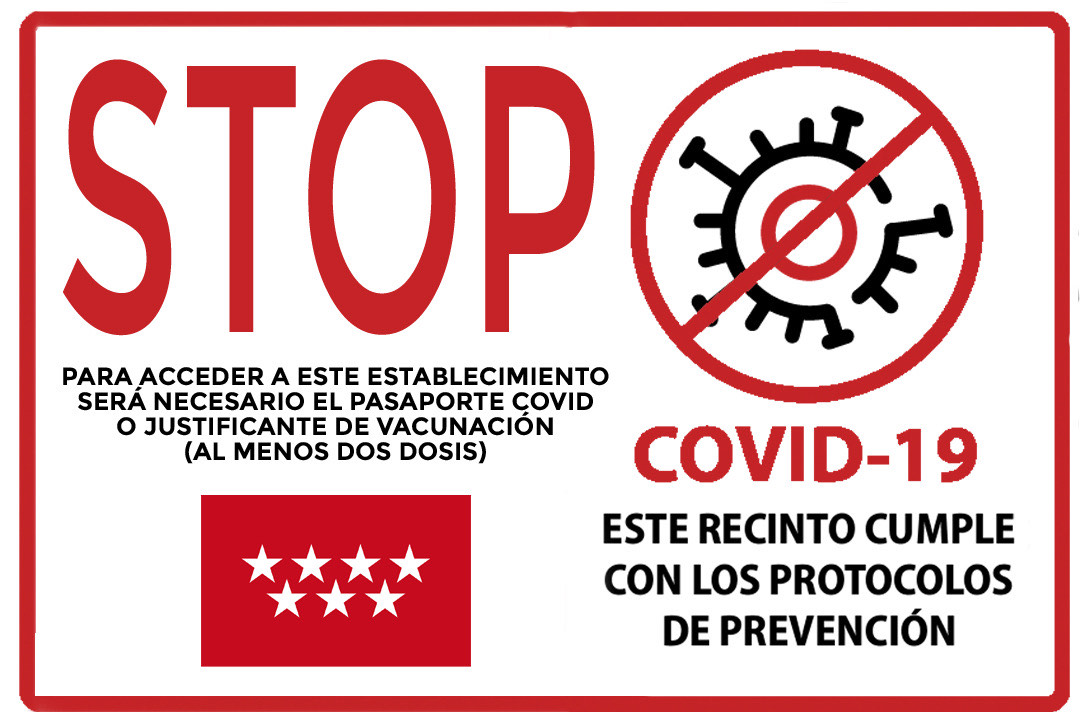 STOP
PARA ACCEDER A ESTE ESTABLECIMIENTO
SERÁ NECESARIO EL PASAPORTE COVID
O JUSTIFICANTE DE VACUNACIÓN
(AL MENOS DOS DOSIS)
COVID-19
ESTE RECINTO CUMPLE
CON LOS PROTOCOLOS
DE PREVENCIÓN